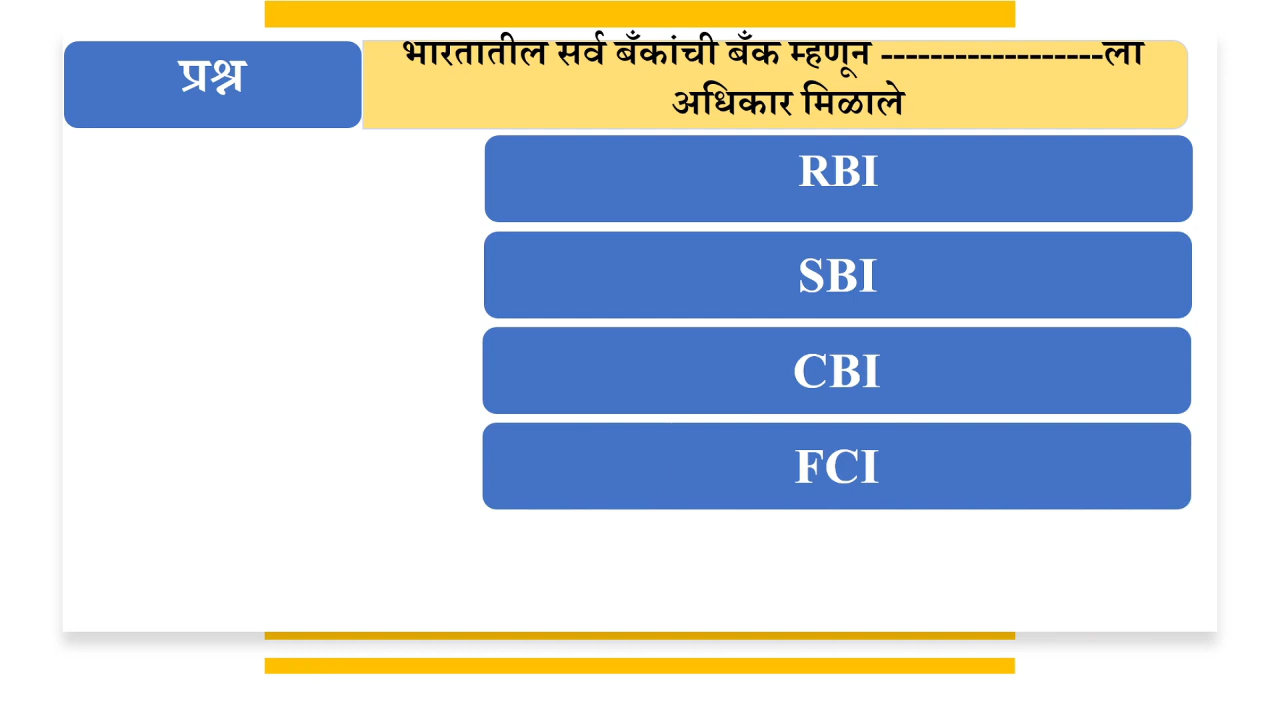 प्रश्न
भारतातील सर्व बँकांची बँक म्हणून ------------------ला
अधिकार मिळाले
RBI
SBI
CBI
FCI